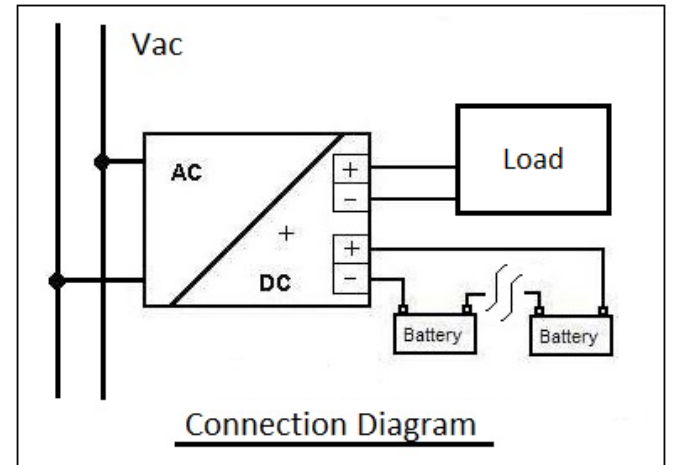 Vac
AC
+
Load
−
+
+
DC
−
Battery
Battery
Connection Diagram